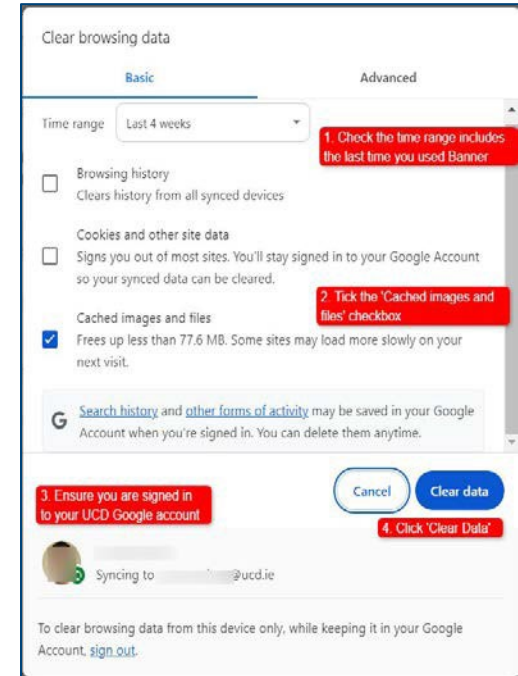 Clear browsing data
Basic
Advanced
Time range
Last 4 weeks
1. Check the time range includes
the last time you used Banner
Browsing history
Clears history from all synced devices
Cookies and other site data
Signs you out of most sites. You'll stay signed in to your Google Account
so your synced data can be cleared.
2. Tick the 'Cached images and
files' checkbox
Cached images and files
Frees up less than 77.6 MB. Some sites may load more slowly on your
next visit.
G
Search history and other forms of activity may be saved in your Google
Account when you're signed in. You can delete them anytime.
3. Ensure you are signed in
to your UCD Google account
Cancel
Clear data
4. Click 'Clear Data'
Syncing to
@ucd.ie
To clear browsing data from this device only, while keeping it in your Google
Account, sign out.